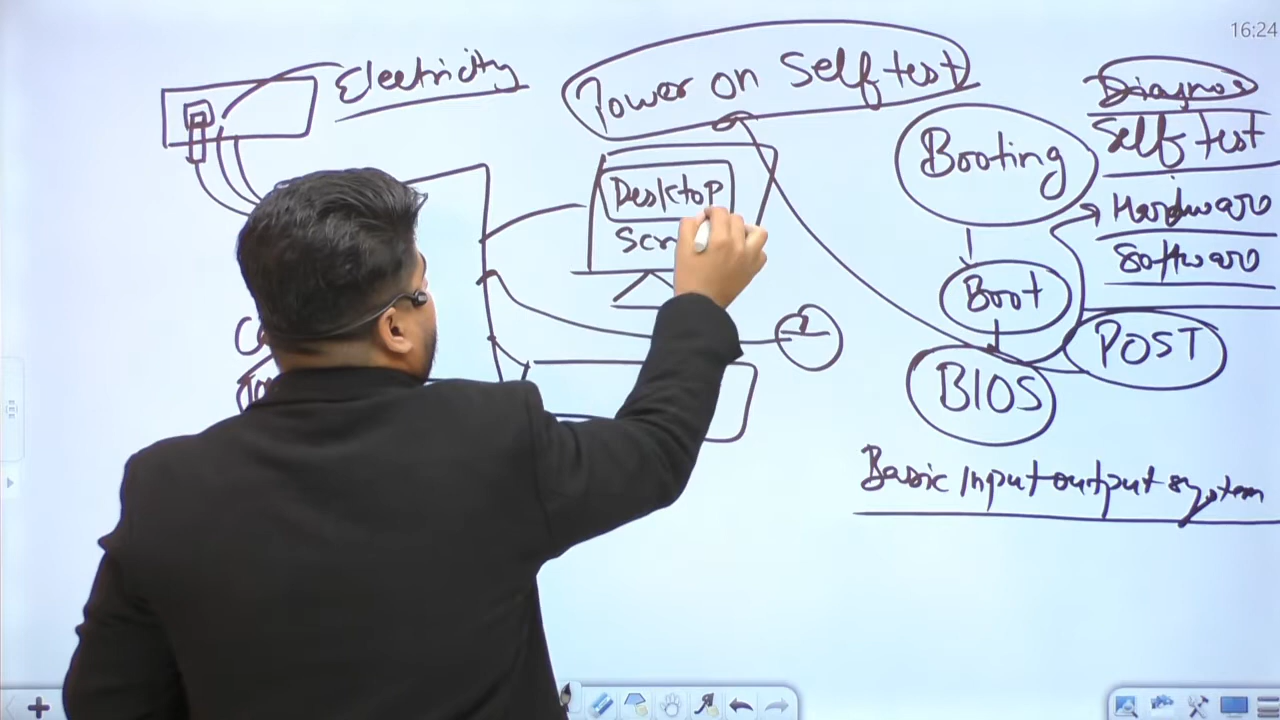 16:24
Electricity
Power on Self test
Diagnos
Self test
Booting
Hardware
Software
Desktop
Scr
Boot
POST
BIOS
Basic Input output system